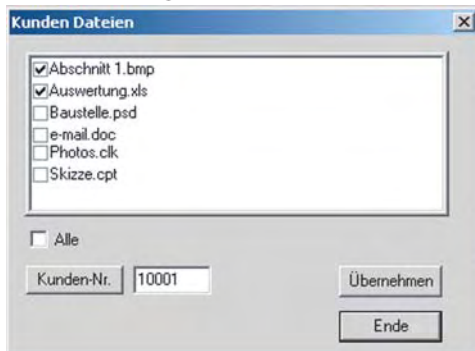 Kunden Dateien
Abschnitt 1.bmp
Auswertung.xls
Baustelle.psd
e-mail.doc
Photos.clk
Skizze.cpt
Alle
Kunden-Nr. 10001 Übernehmen
Ende